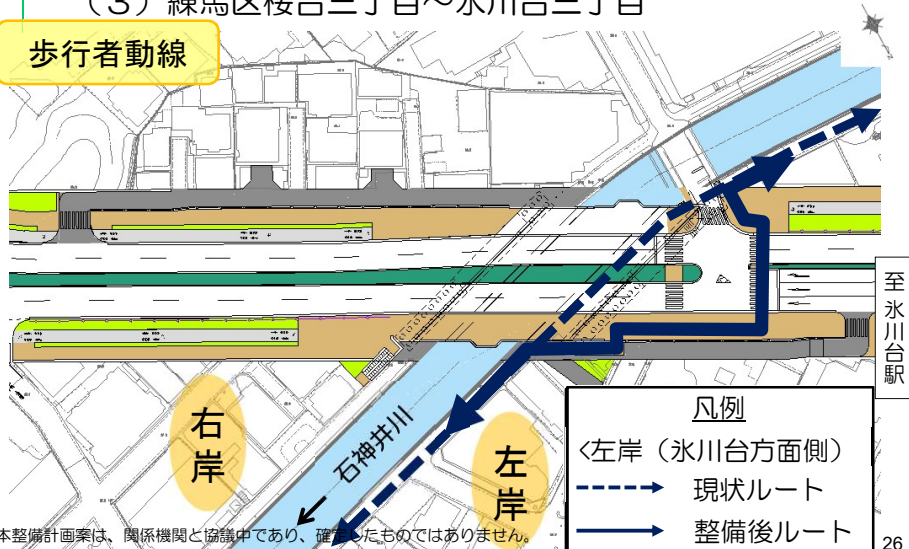 （３）練馬区桜台三丁目～氷川台三丁目
歩行者動線
至氷川台駅
右岸
左岸
石神井川
凡例
<左岸（氷川台方面側）
現状ルート
整備後ルート
本整備計画案は、関係機関と協議中であり、確定したものではありません。
26